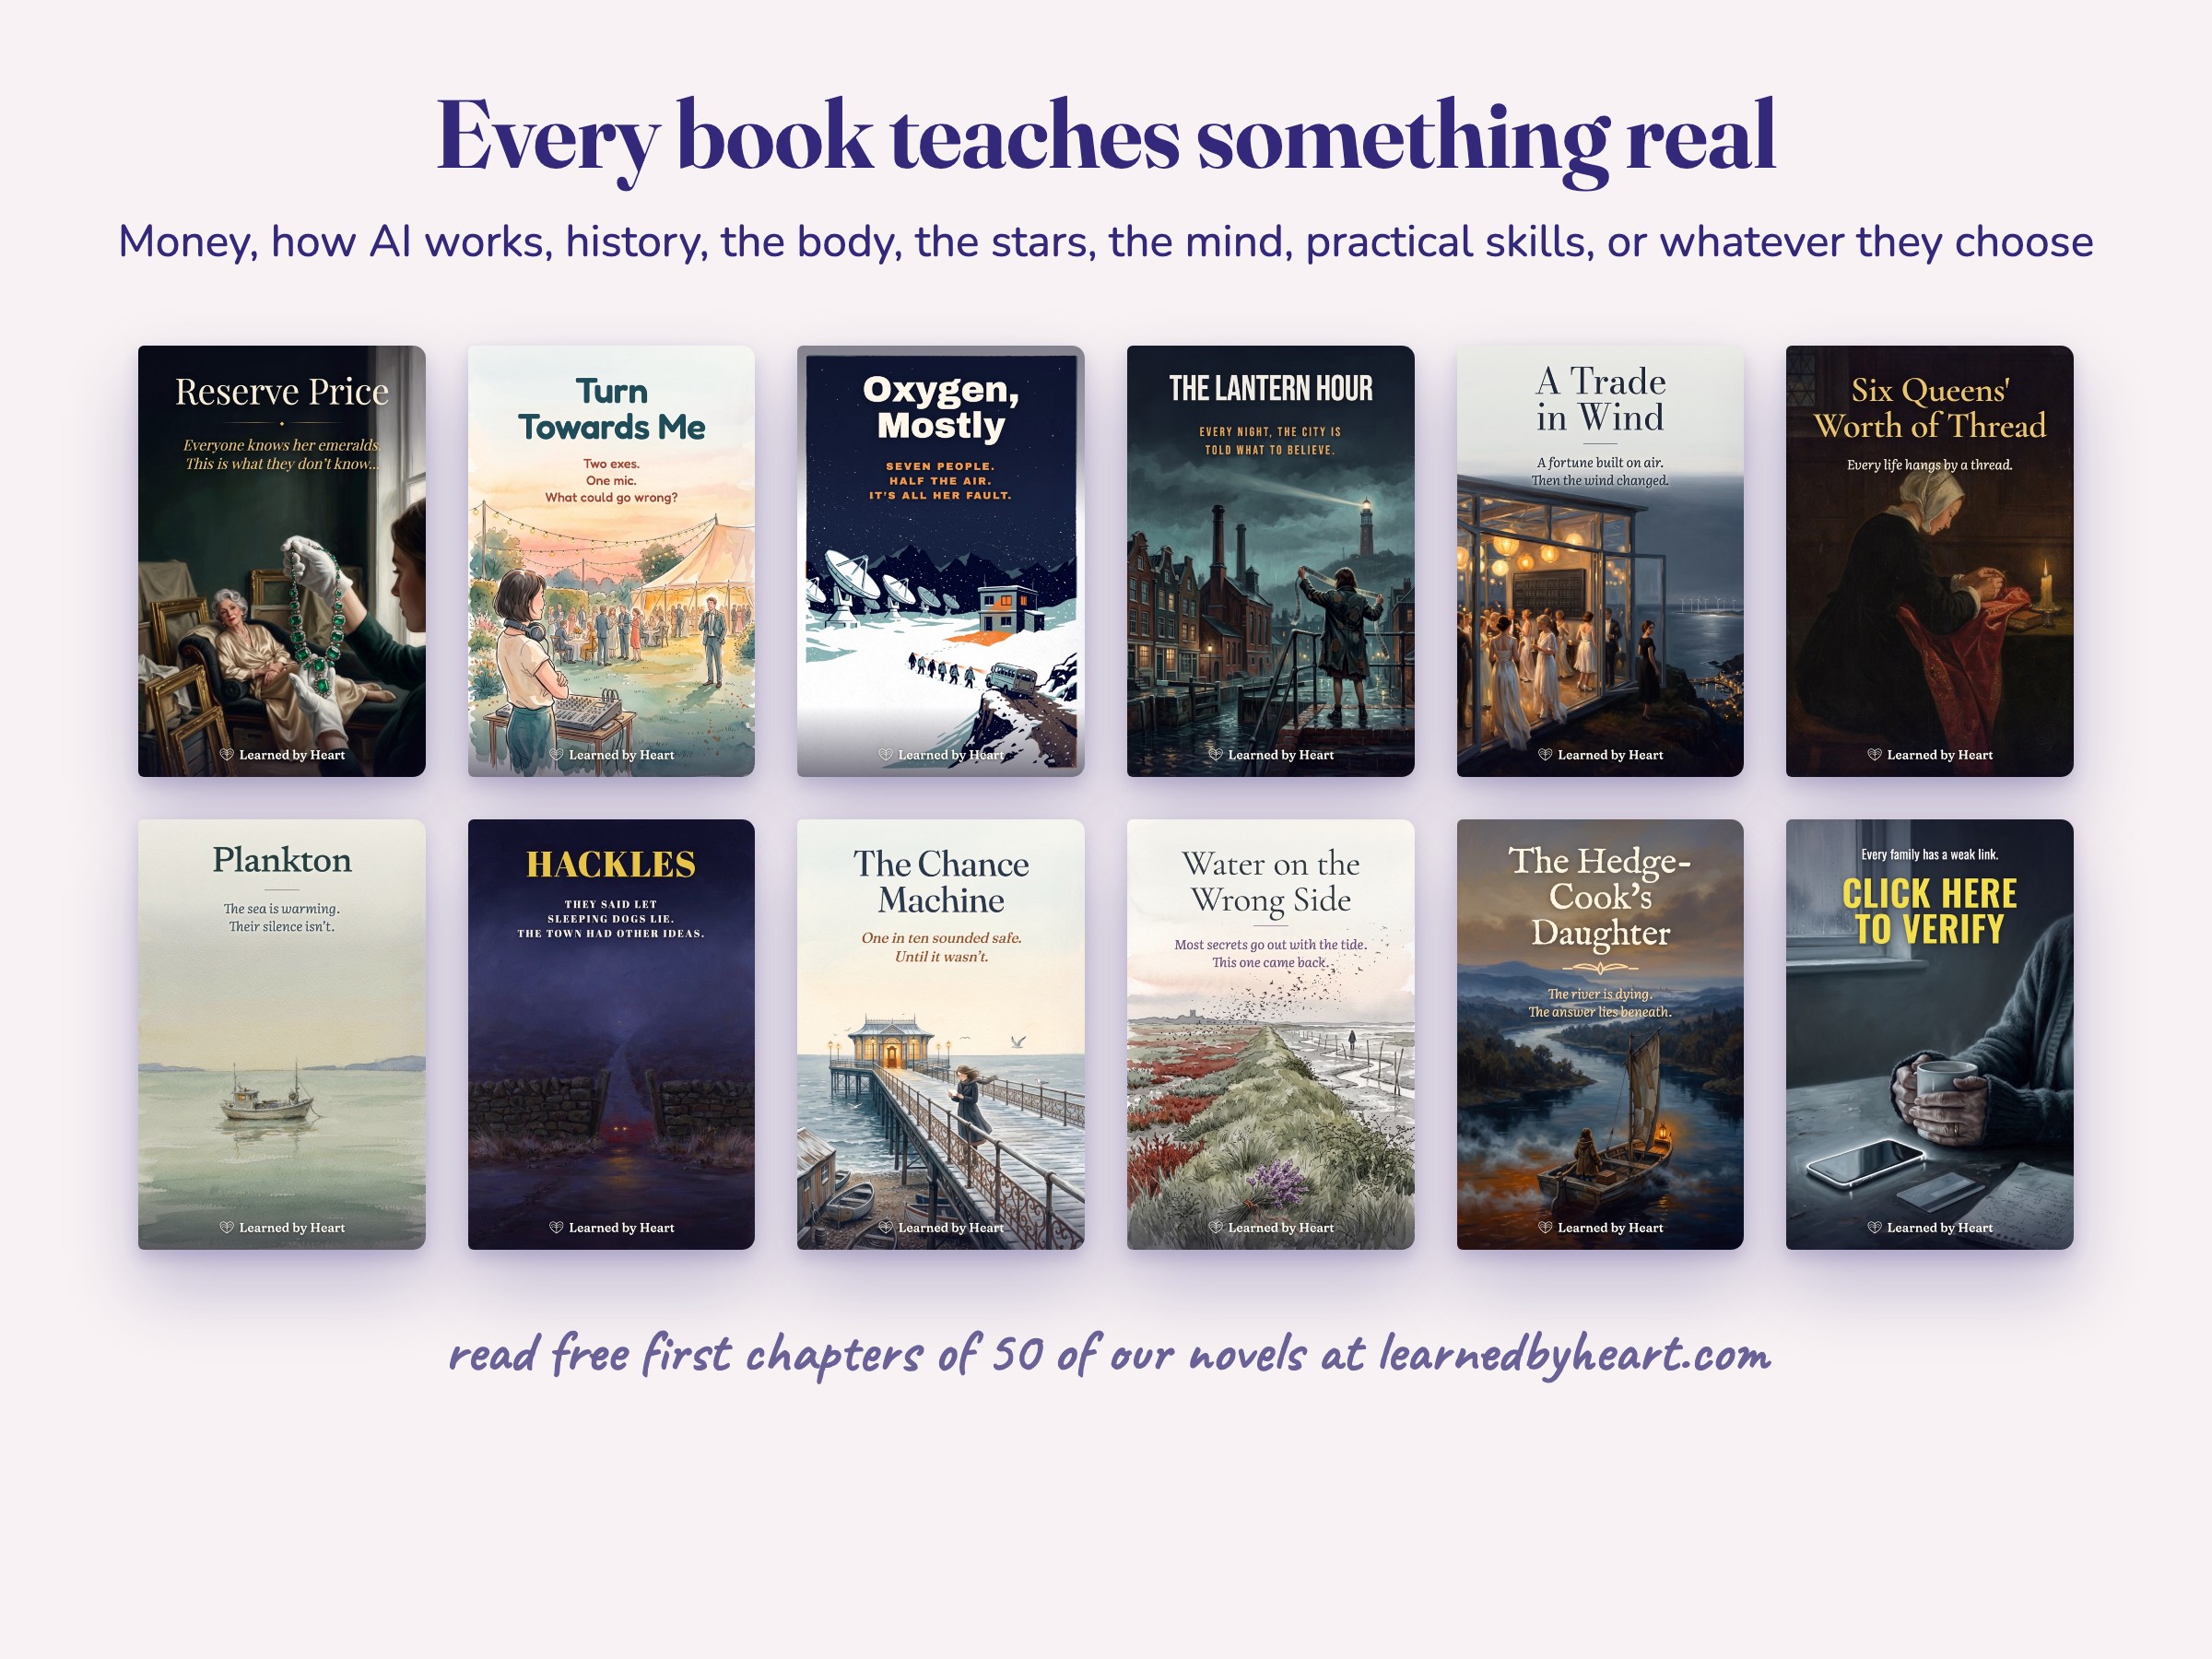 Every book teaches something real
Money, how AI works, history, the body, the stars, the mind, practical skills, or whatever they choose
Reserve Price
Everyone knows her emeralds.
This is what they don't know...
Learned by Heart
Turn
Towards Me
Two exes.
One mic.
What could go wrong?
Learned by Heart
Oxygen,
Mostly
SEVEN PEOPLE.
HALF THE AIR.
IT'S ALL HER FAULT.
Learned by Heart
THE LANTERN HOUR
EVERY NIGHT, THE CITY IS
TOLD WHAT TO BELIEVE.
Learned by Heart
A Trade
in Wind
A fortune built on air.
Then the wind changed.
Learned by Heart
Six Queens'
Worth of Thread
Every life hangs by a thread.
Learned by Heart
Plankton
The sea is warming.
Their silence isn't.
Learned by Heart
HACKLES
THEY SAID LET
SLEEPING DOGS LIE.
THE TOWN HAD OTHER IDEAS.
Learned by Heart
The Chance
Machine
One in ten sounded safe.
Until it wasn't.
Learned by Heart
Water on the
Wrong Side
Most secrets go out with the tide.
This one came back.
Learned by Heart
The Hedge-
Cook's
Daughter
The river is dying.
The answer lies beneath.
Learned by Heart
Every family has a weak link.
CLICK HERE
TO VERIFY
Learned by Heart
read free first chapters of 50 of our novels at learnedbyheart.com